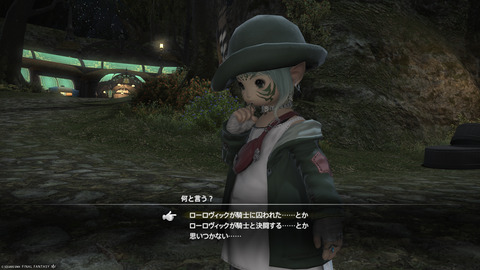 何と言う？
ローロヴィックが騎士に囚われた……とか
ローロヴィックが騎士と決闘する……とか
思いつかない……